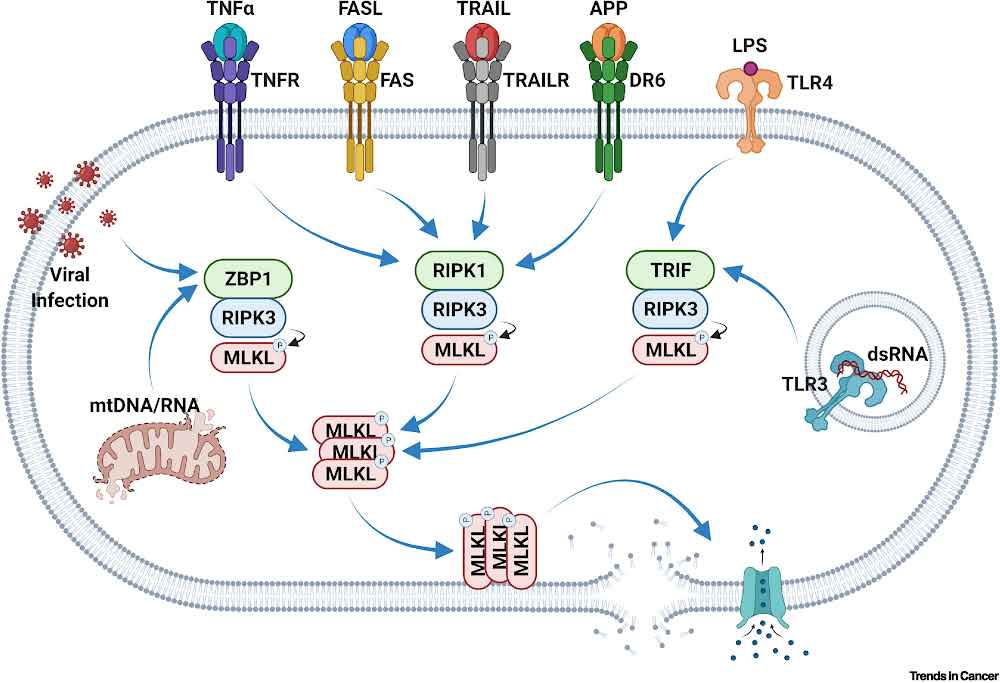 TNFα
FASL
TRAIL
APP
LPS
TNFR
FAS
TRAILR
DR6
TLR4
Viral
Infection
ZBP1
RIPK3
P
MLKL
RIPK1
RIPK3
P
MLKL
TRIF
RIPK3
P
MLKL
dsRNA
TLR3
mtDNA/RNA
P
MLKL
P
MLKL
P
MLKL
P
P
P
MLKL
MLKL
MLKL
Trends in Cancer